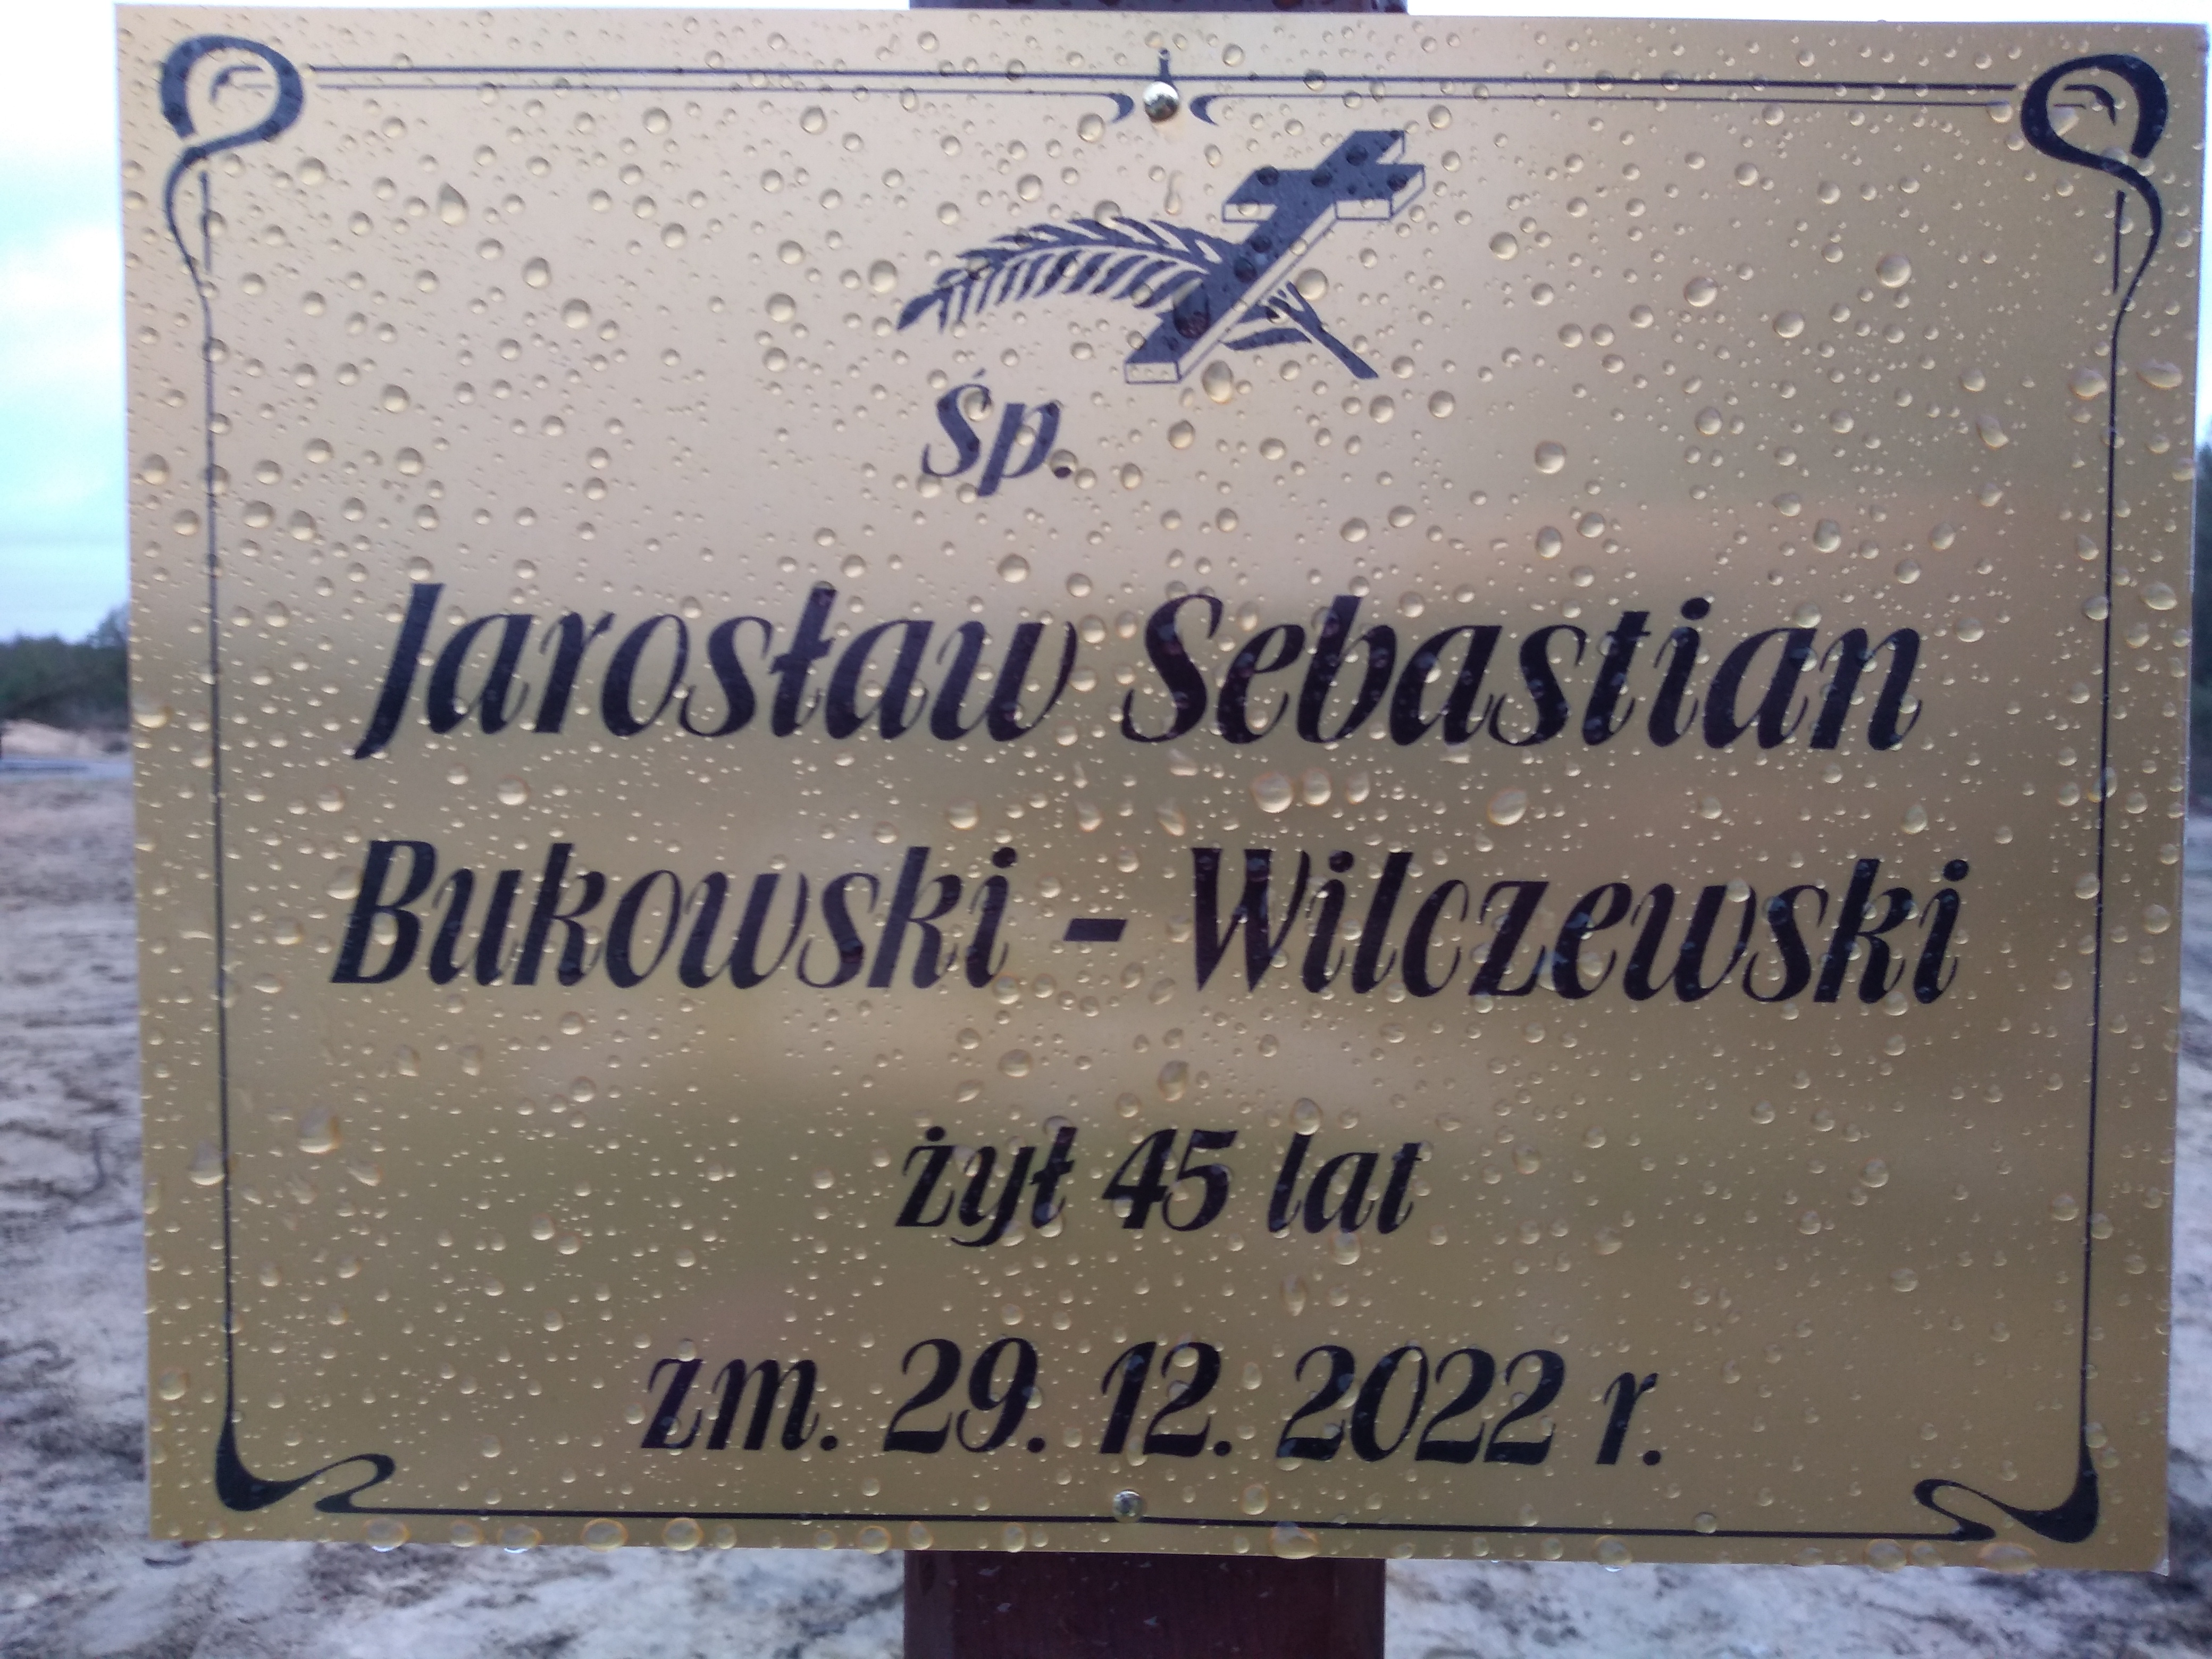 śp.
Jarosław Sebastian
Bukowski - Wilczewski
żył 45 lat
zm. 29. 12. 2022 r.